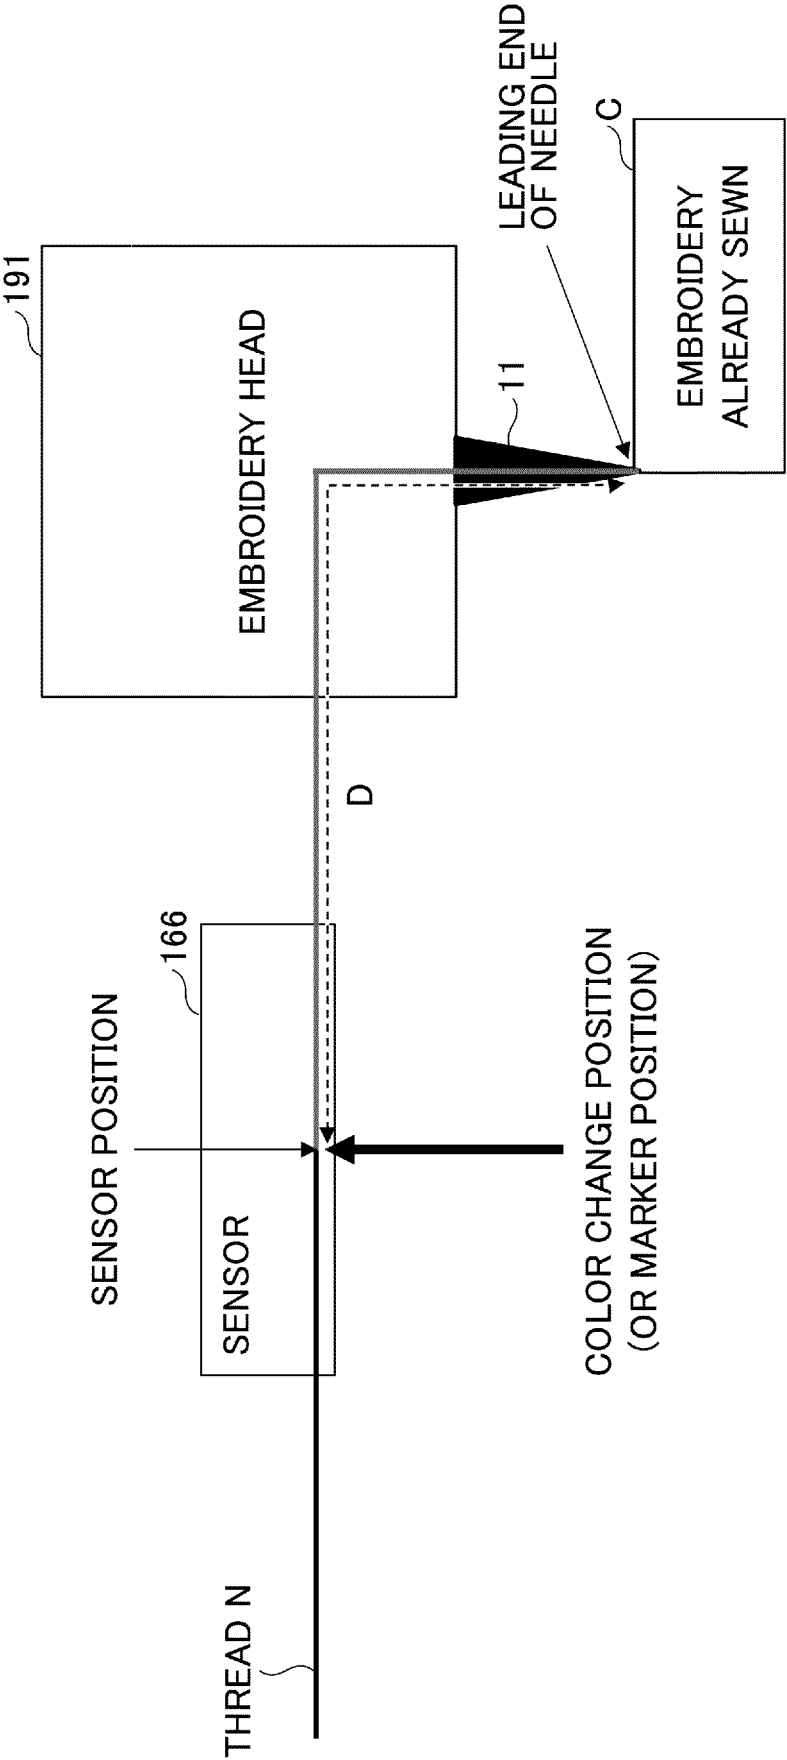 191
EMBROIDERY HEAD
LEADING END
OF NEEDLE
11
C
EMBROIDERY
ALREADY SEWN
D
166
SENSOR POSITION
SENSOR
COLOR CHANGE POSITION
(OR MARKER POSITION)
THREAD N